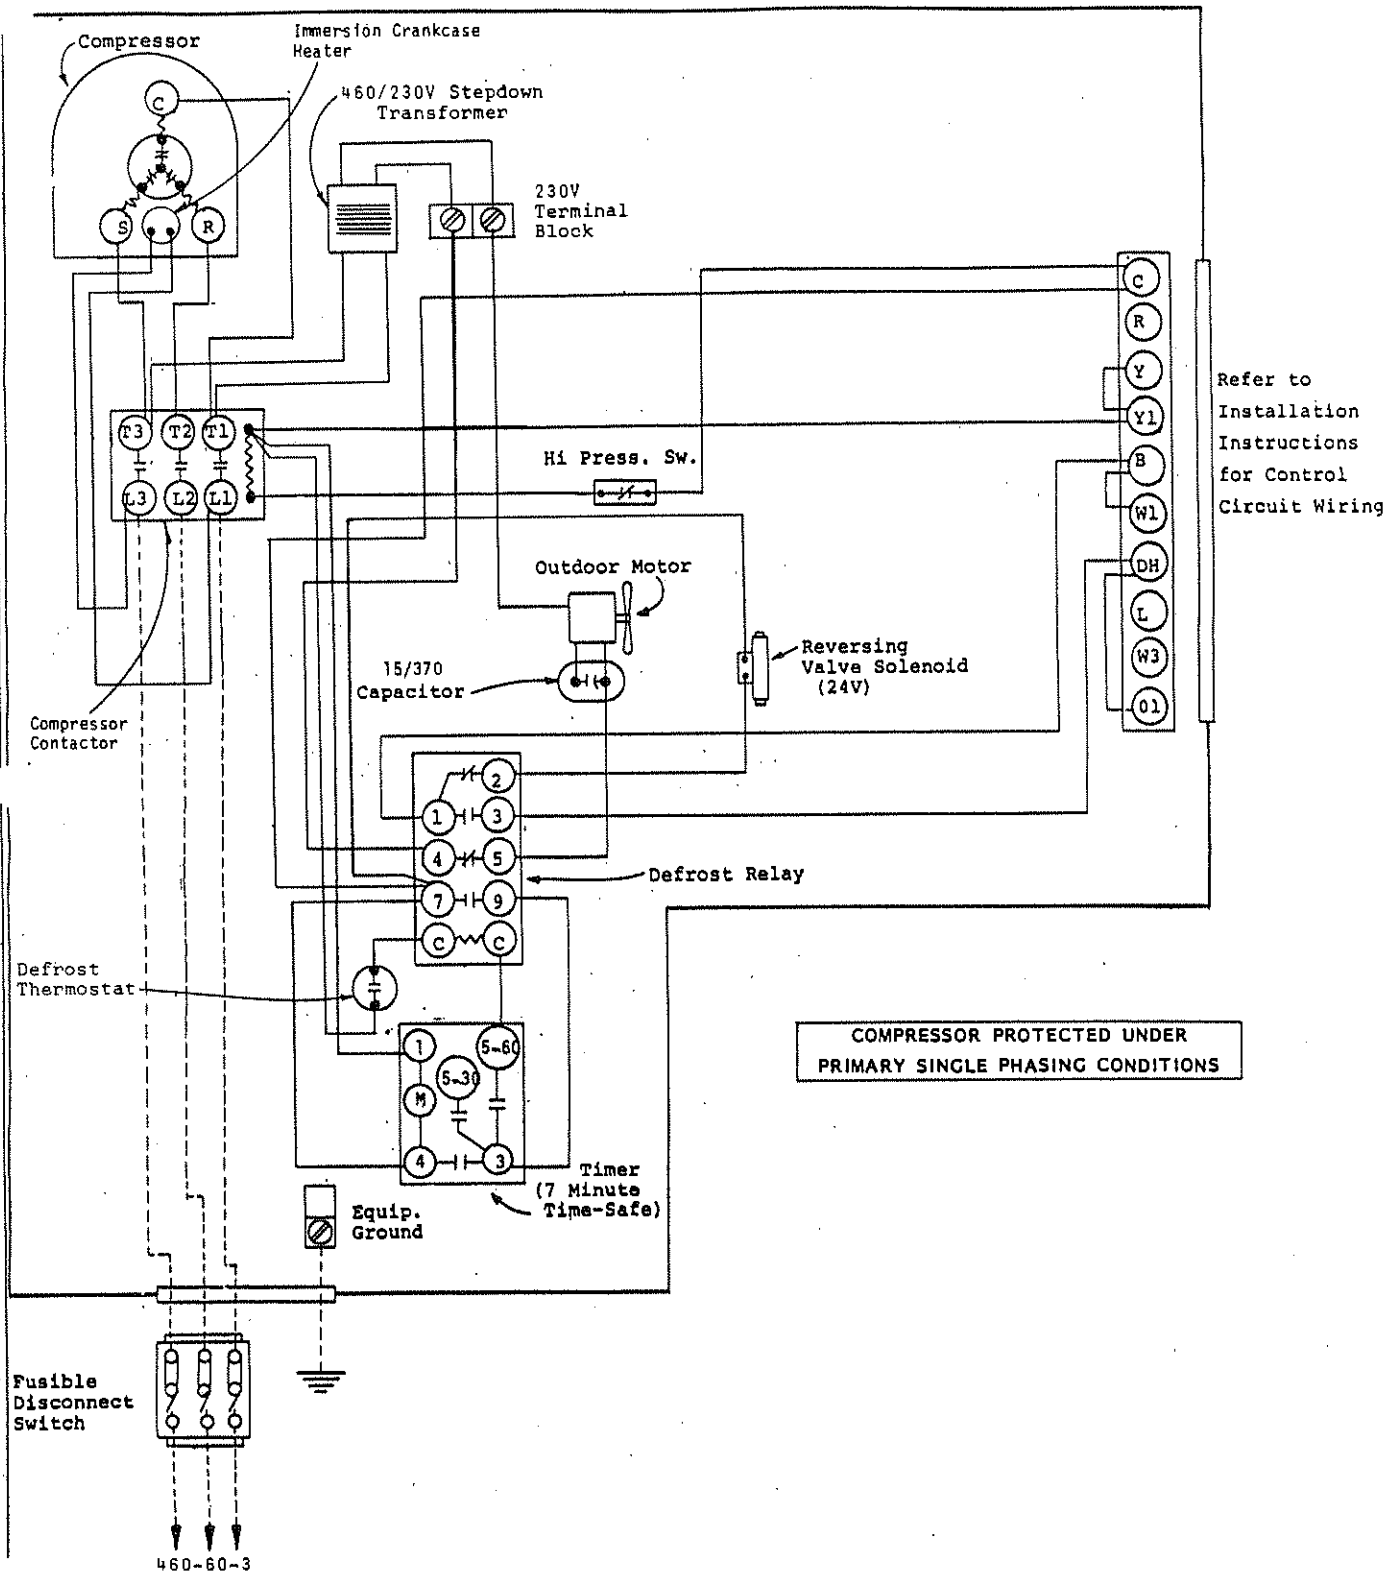 Compressor
Immersion Crankcase
Heater
460/230V Stepdown
Transformer
C
S
R
230V
Terminal
Block
C
R
Y
Y1
B
W1
DH
L
W3
O1
Refer to
Installation
Instructions
for Control
Circuit Wiring
T3
T2
T1
L3
L2
L1
Hi Press. Sw.
Outdoor Motor
15/370
Capacitor
Reversing
Valve Solenoid
(24V)
Compressor
Contactor
2
1
3
4
5
7
9
C
C
Defrost Relay
Defrost
Thermostat
1
5-60
5-30
M
4
3
COMPRESSOR PROTECTED UNDER
PRIMARY SINGLE PHASING CONDITIONS
Timer
(7 Minute
Time-Safe)
Equip.
Ground
Fusible
Disconnect
Switch
460-60-3